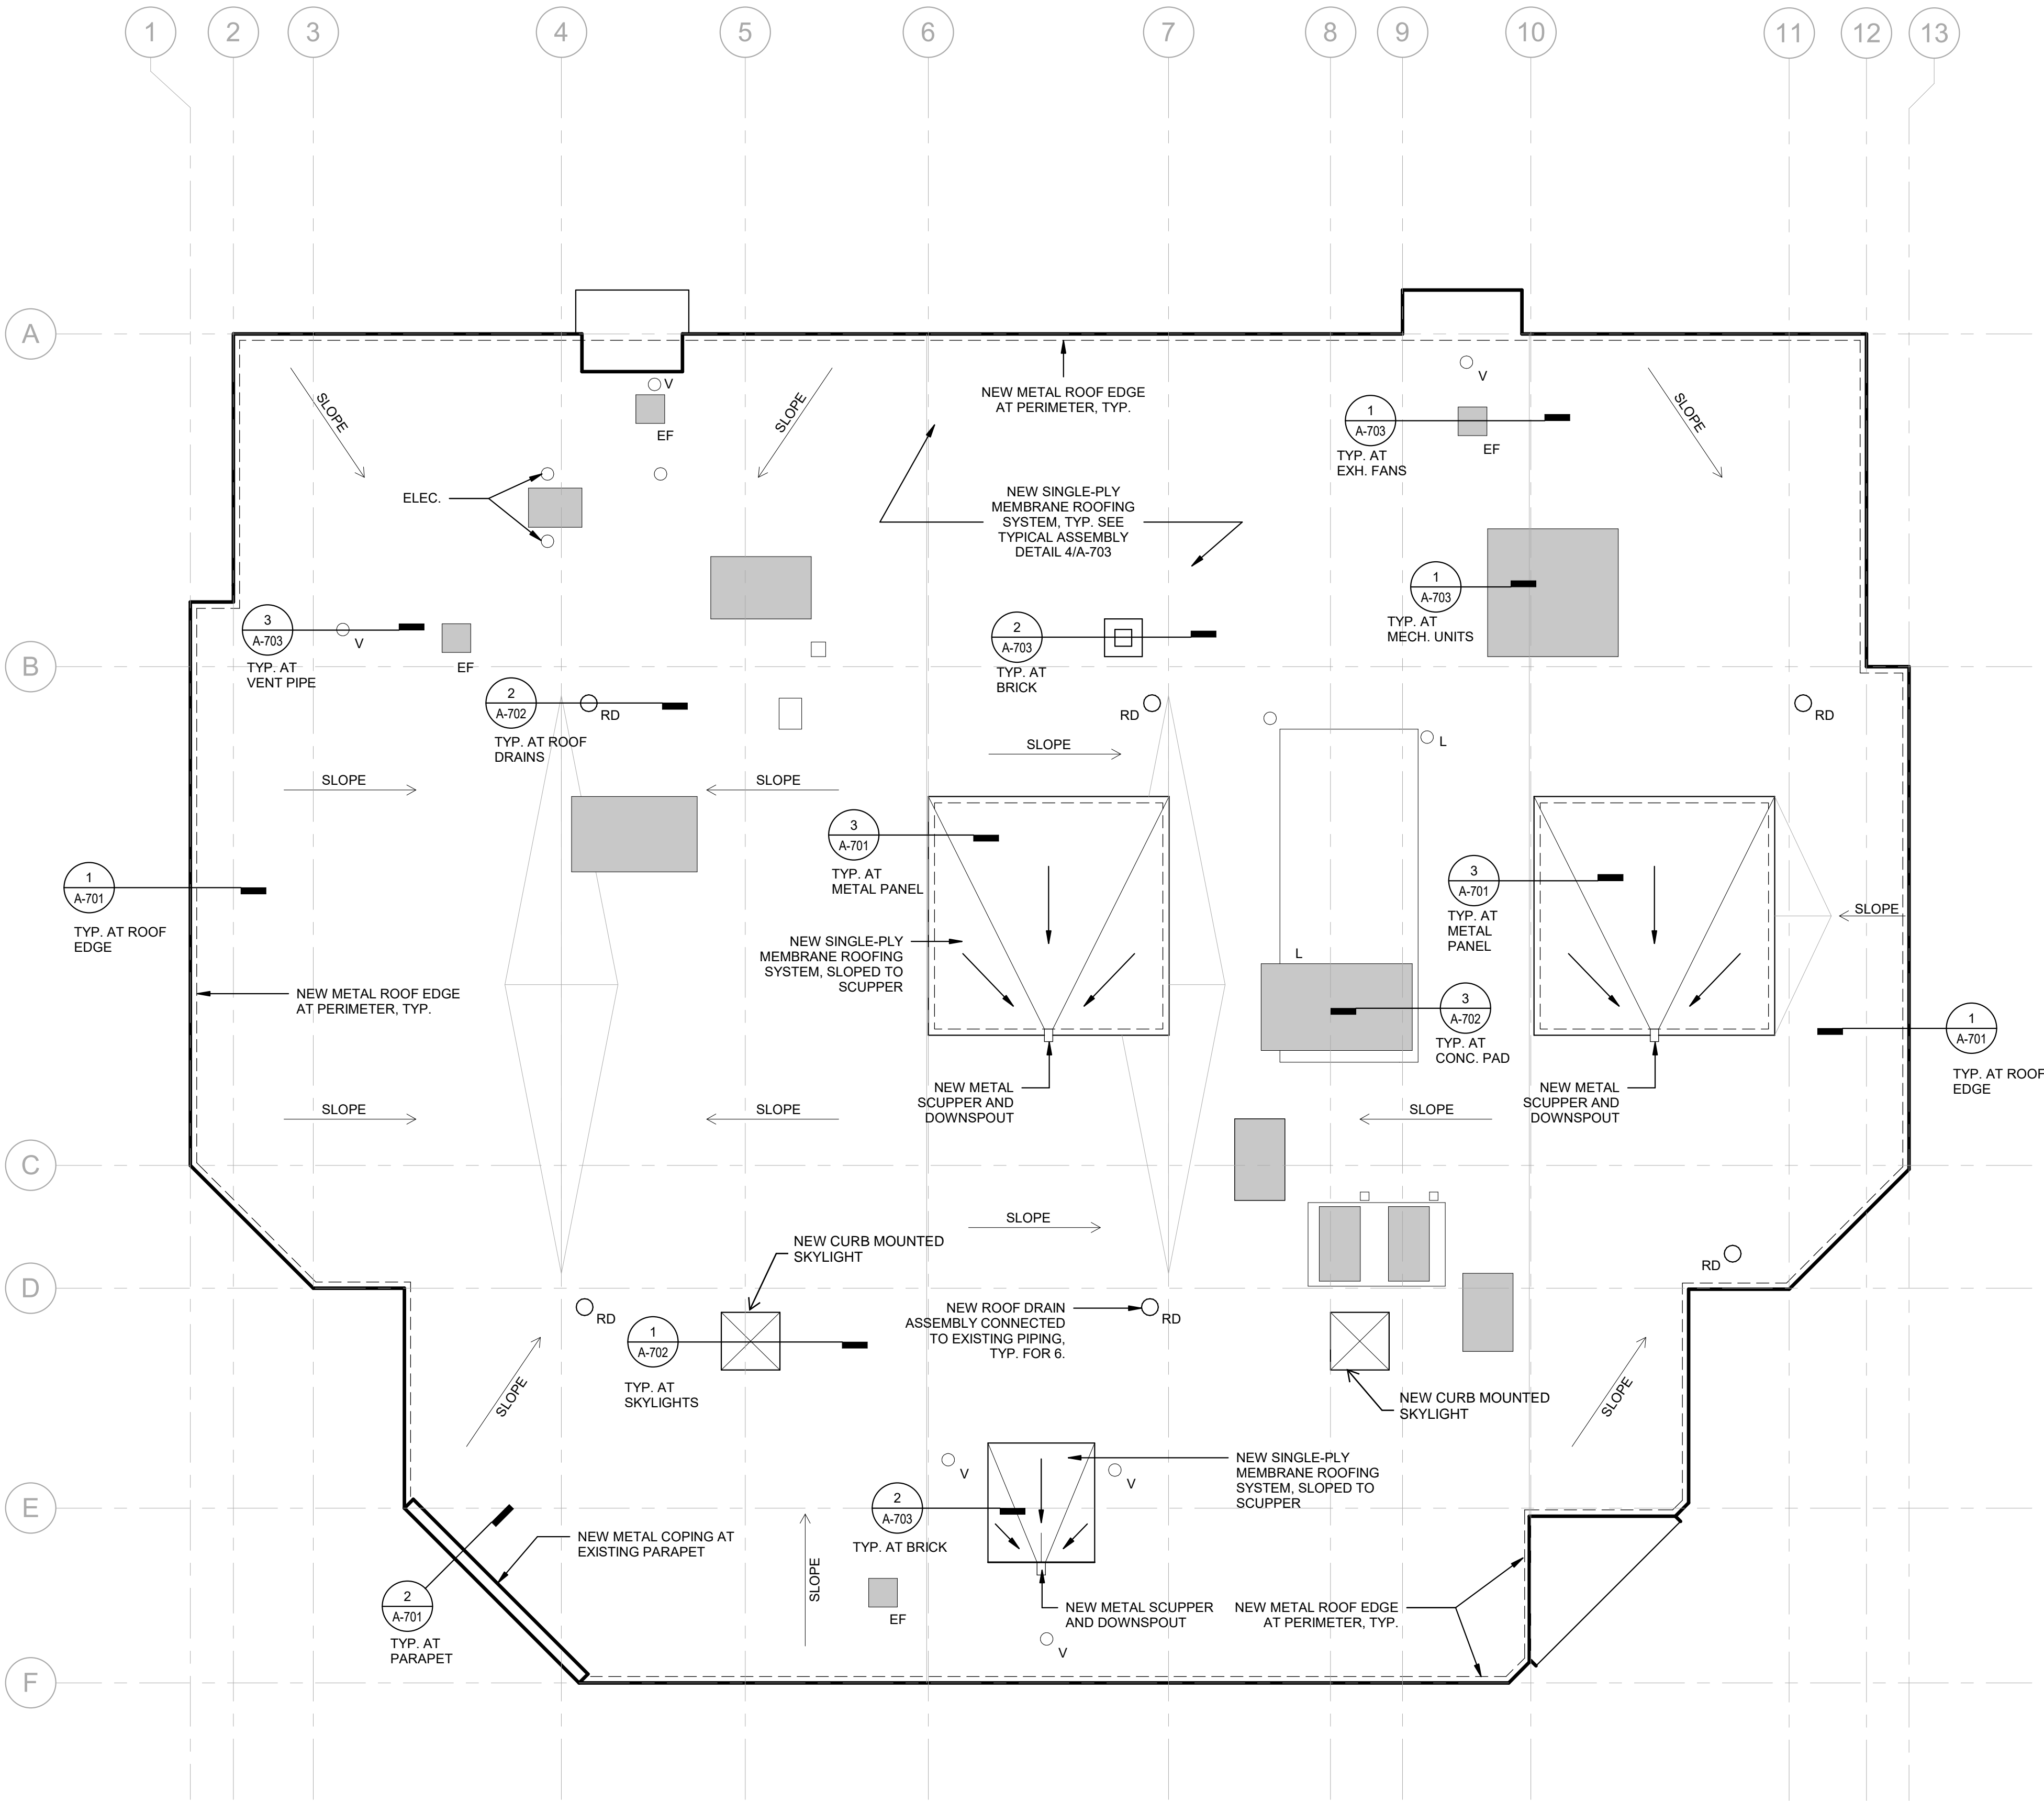 1
2
3
4
5
6
7
8
9
10
11
12
13
A
B
C
D
E
F
SLOPE
V
EF
SLOPE
NEW METAL ROOF EDGE
AT PERIMETER, TYP.
V
EF
1
A-703
TYP. AT
EXH. FANS
SLOPE
ELEC.
NEW SINGLE-PLY
MEMBRANE ROOFING
SYSTEM, TYP. SEE
TYPICAL ASSEMBLY
DETAIL 4/A-703
1
A-703
TYP. AT
MECH. UNITS
3
A-703
TYP. AT
VENT PIPE
V
EF
2
A-703
TYP. AT
BRICK
2
A-702
TYP. AT ROOF
DRAINS
RD
RD
RD
L
SLOPE
SLOPE
SLOPE
3
A-701
TYP. AT
METAL PANEL
1
A-701
TYP. AT ROOF
EDGE
3
A-701
TYP. AT
METAL
PANEL
SLOPE
NEW SINGLE-PLY
MEMBRANE ROOFING
SYSTEM, SLOPED TO
SCUPPER
L
NEW METAL ROOF EDGE
AT PERIMETER, TYP.
3
A-702
TYP. AT
CONC. PAD
1
A-701
TYP. AT ROOF
EDGE
NEW METAL
SCUPPER AND
DOWNSPOUT
NEW METAL
SCUPPER AND
DOWNSPOUT
SLOPE
SLOPE
SLOPE
SLOPE
NEW CURB MOUNTED
SKYLIGHT
RD
RD
1
A-702
TYP. AT
SKYLIGHTS
NEW ROOF DRAIN
ASSEMBLY CONNECTED
TO EXISTING PIPING,
TYP. FOR 6.
RD
SLOPE
NEW CURB MOUNTED
SKYLIGHT
SLOPE
V
V
NEW SINGLE-PLY
MEMBRANE ROOFING
SYSTEM, SLOPED TO
SCUPPER
2
A-703
TYP. AT BRICK
NEW METAL COPING AT
EXISTING PARAPET
2
A-701
TYP. AT
PARAPET
SLOPE
EF
NEW METAL SCUPPER
AND DOWNSPOUT
V
NEW METAL ROOF EDGE
AT PERIMETER, TYP.